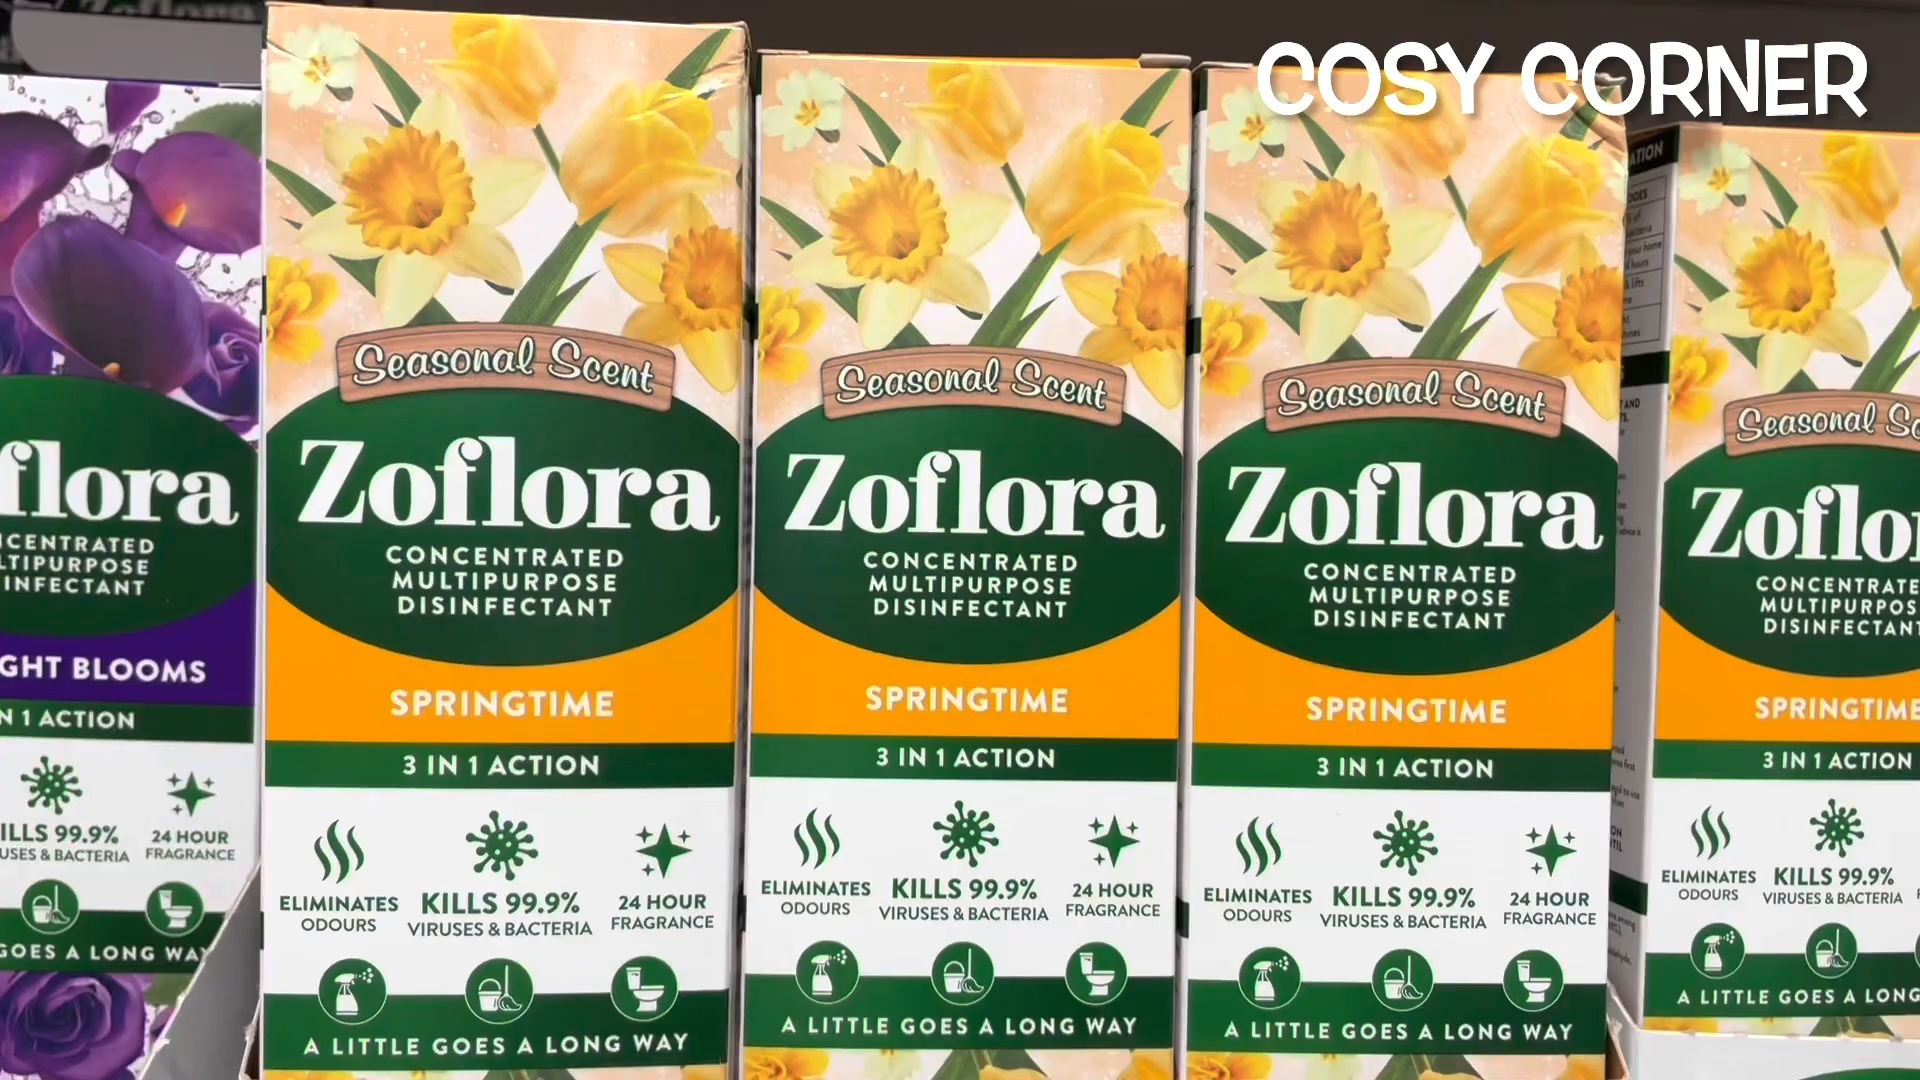 COSY CORNER
flora
INFECTANT
GHT BLOOMS
N 1 ACTION
ILLS 99.9%
USES & BACTERIA
24 HOUR
FRAGRANCE
GOES A LONG WAY
Seasonal Scent
Zoflora
CONCENTRATED
MULTIPURPOSE
DISINFECTANT
SPRINGTIME
3 IN 1 ACTION
ELIMINATES
ODOURS
KILLS 99.9%
VIRUSES & BACTERIA
24 HOUR
FRAGRANCE
A LITTLE GOES A LONG WAY
Seasonal Scent
Zoflora
CONCENTRATED
MULTIPURPOSE
DISINFECTANT
SPRINGTIME
3 IN 1 ACTION
ELIMINATES
ODOURS
KILLS 99.9%
VIRUSES & BACTERIA
24 HOUR
FRAGRANCE
A LITTLE GOES A LONG WAY
Seasonal Scent
Zoflora
CONCENTRATED
MULTIPURPOSE
DISINFECTANT
SPRINGTIME
3 IN 1 ACTION
ELIMINATES
ODOURS
KILLS 99.9%
VIRUSES & BACTERIA
24 HOUR
FRAGRANCE
A LITTLE GOES A LONG WAY
Seasonal Sc
Zoflo
CONCENTRATE
MULTIPURPOS
DISINFECTANT
SPRINGTIME
3 IN 1 ACTION
ELIMINATES
ODOURS
KILLS 99.9%
VIRUSES & BACTERIA
A LITTLE GOES A LONG